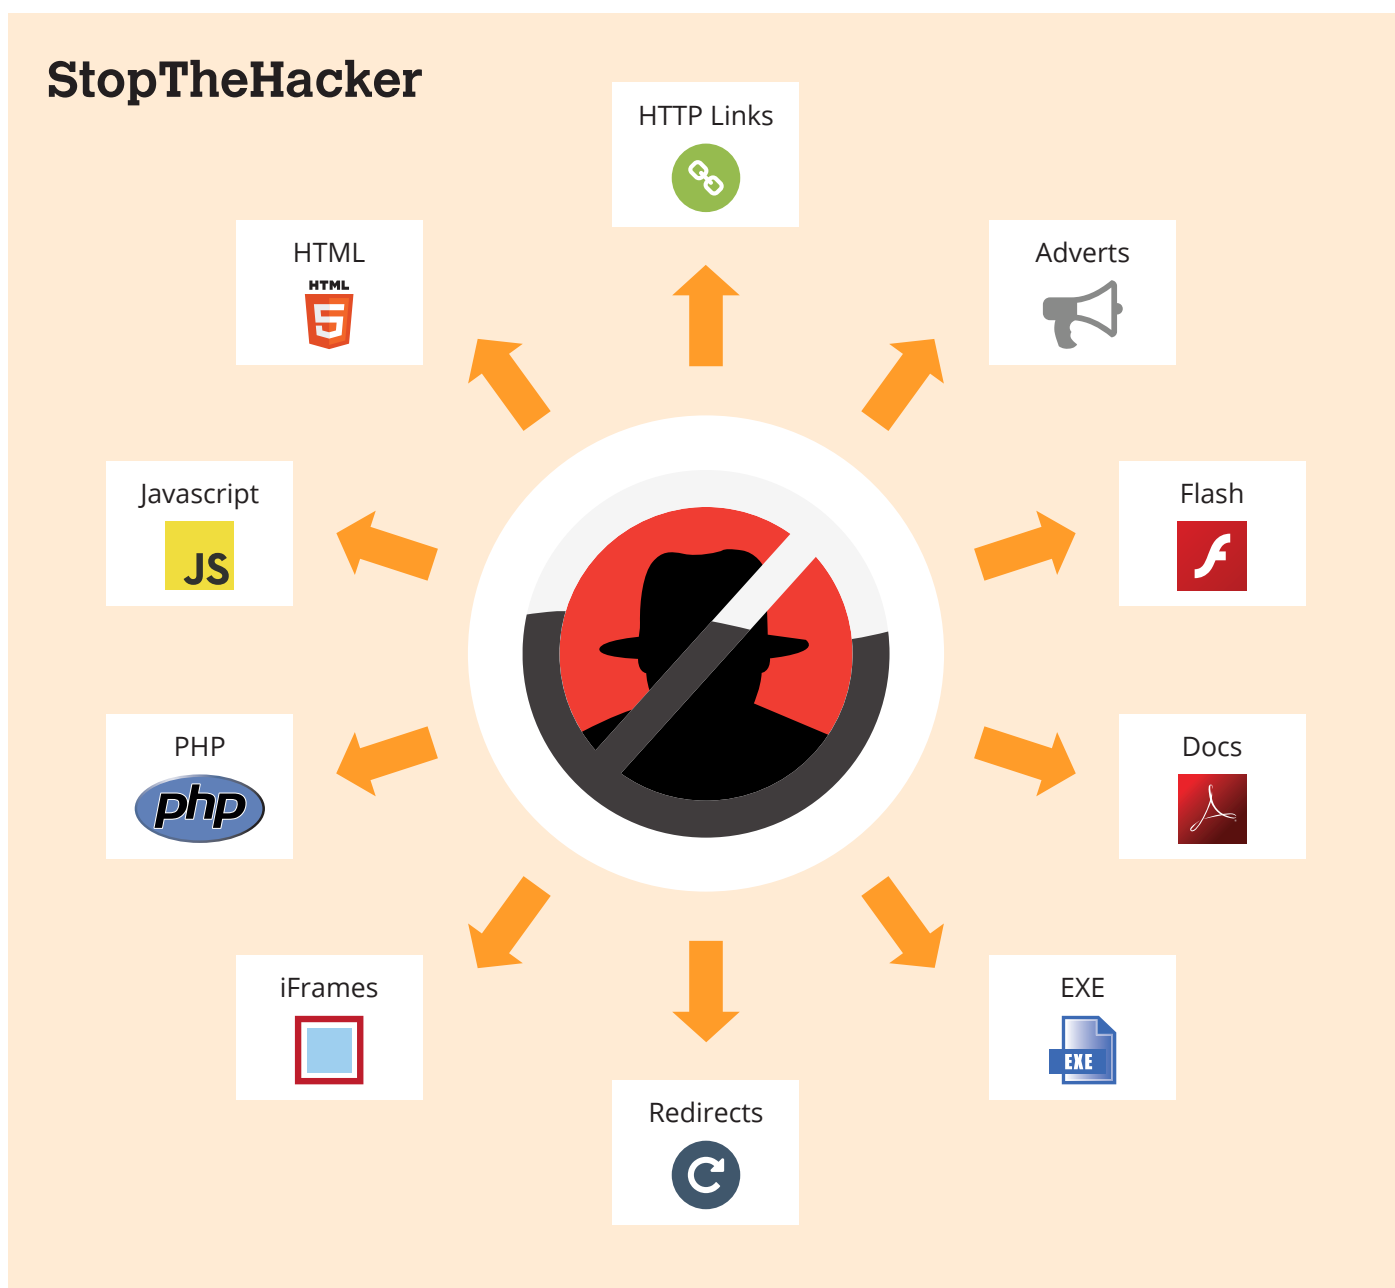 StopTheHacker
HTTP Links
HTML
HTML
5
Adverts
Javascript
JS
Flash
f
PHP
php
Docs
iFrames
EXE
EXE
Redirects